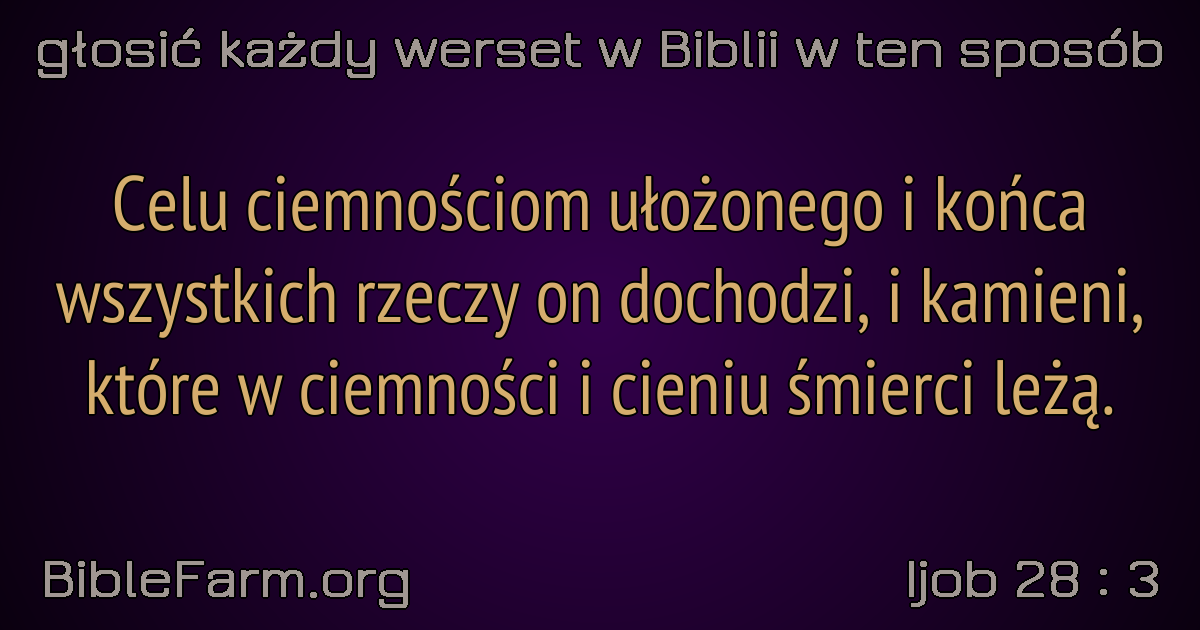 głosić każdy werset w Biblii w ten sposób
Celu ciemnościom ułożonego i końca
wszystkich rzeczy on dochodzi, i kamieni,
które w ciemności i cieniu śmierci leżą.
BibleFarm.org
Ijob 28 : 3